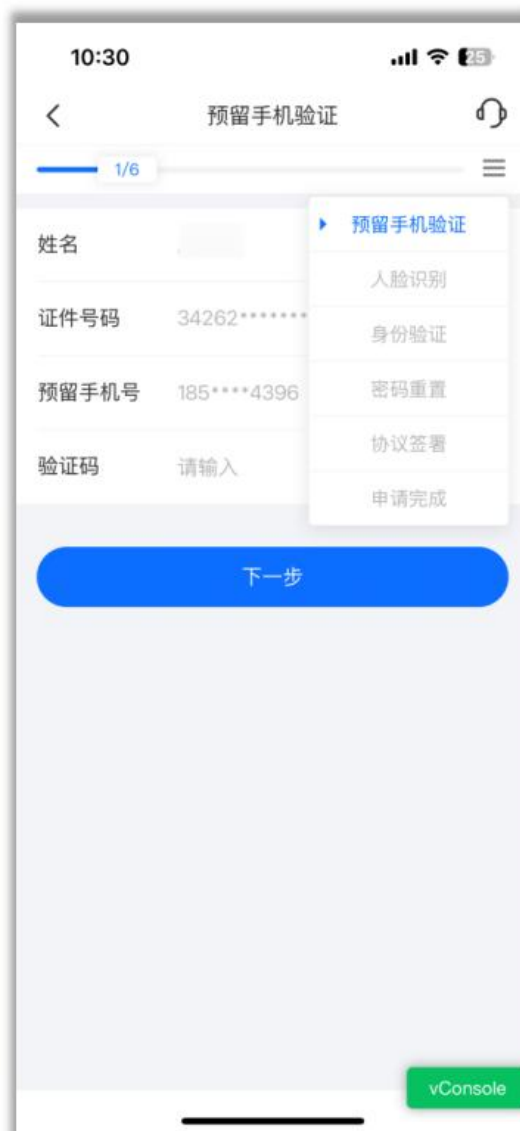 10:30
25
预留手机验证
1/6
预留手机验证
姓名
人脸识别
证件号码 34262*******
身份验证
预留手机号 185****4396
密码重置
协议签署
验证码 请输入
申请完成
下一步
vConsole